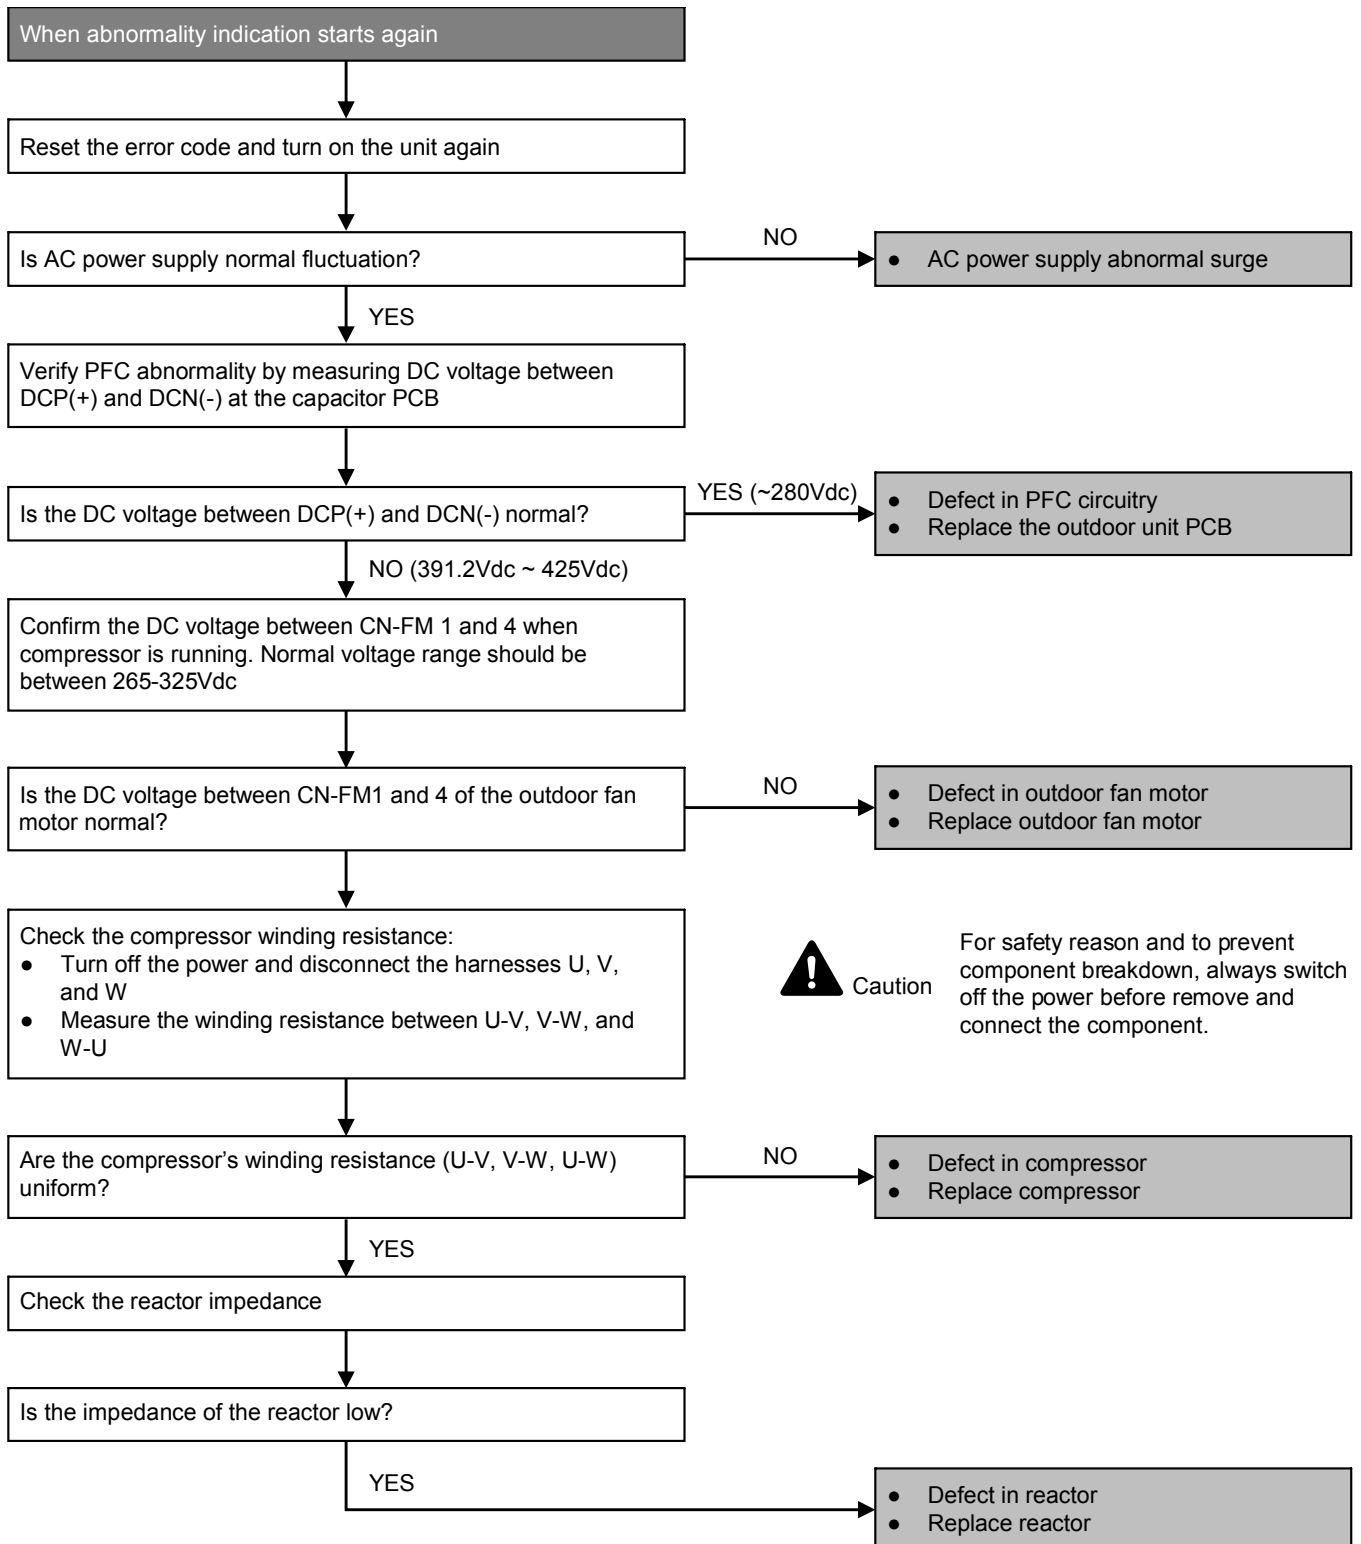 When abnormality indication starts again
Reset the error code and turn on the unit again
Is AC power supply normal fluctuation?
NO
● AC power supply abnormal surge
YES
Verify PFC abnormality by measuring DC voltage between
DCP(+) and DCN(-) at the capacitor PCB
Is the DC voltage between DCP(+) and DCN(-) normal?
YES (~280Vdc)
● Defect in PFC circuitry
● Replace the outdoor unit PCB
NO (391.2Vdc ~ 425Vdc)
Confirm the DC voltage between CN-FM 1 and 4 when
compressor is running. Normal voltage range should be
between 265-325Vdc
Is the DC voltage between CN-FM1 and 4 of the outdoor fan
motor normal?
NO
● Defect in outdoor fan motor
● Replace outdoor fan motor
Check the compressor winding resistance:
● Turn off the power and disconnect the harnesses U, V,
and W
● Measure the winding resistance between U-V, V-W, and
W-U
Caution
For safety reason and to prevent
component breakdown, always switch
off the power before remove and
connect the component.
Are the compressor’s winding resistance (U-V, V-W, U-W)
uniform?
NO
● Defect in compressor
● Replace compressor
YES
Check the reactor impedance
Is the impedance of the reactor low?
YES
● Defect in reactor
● Replace reactor